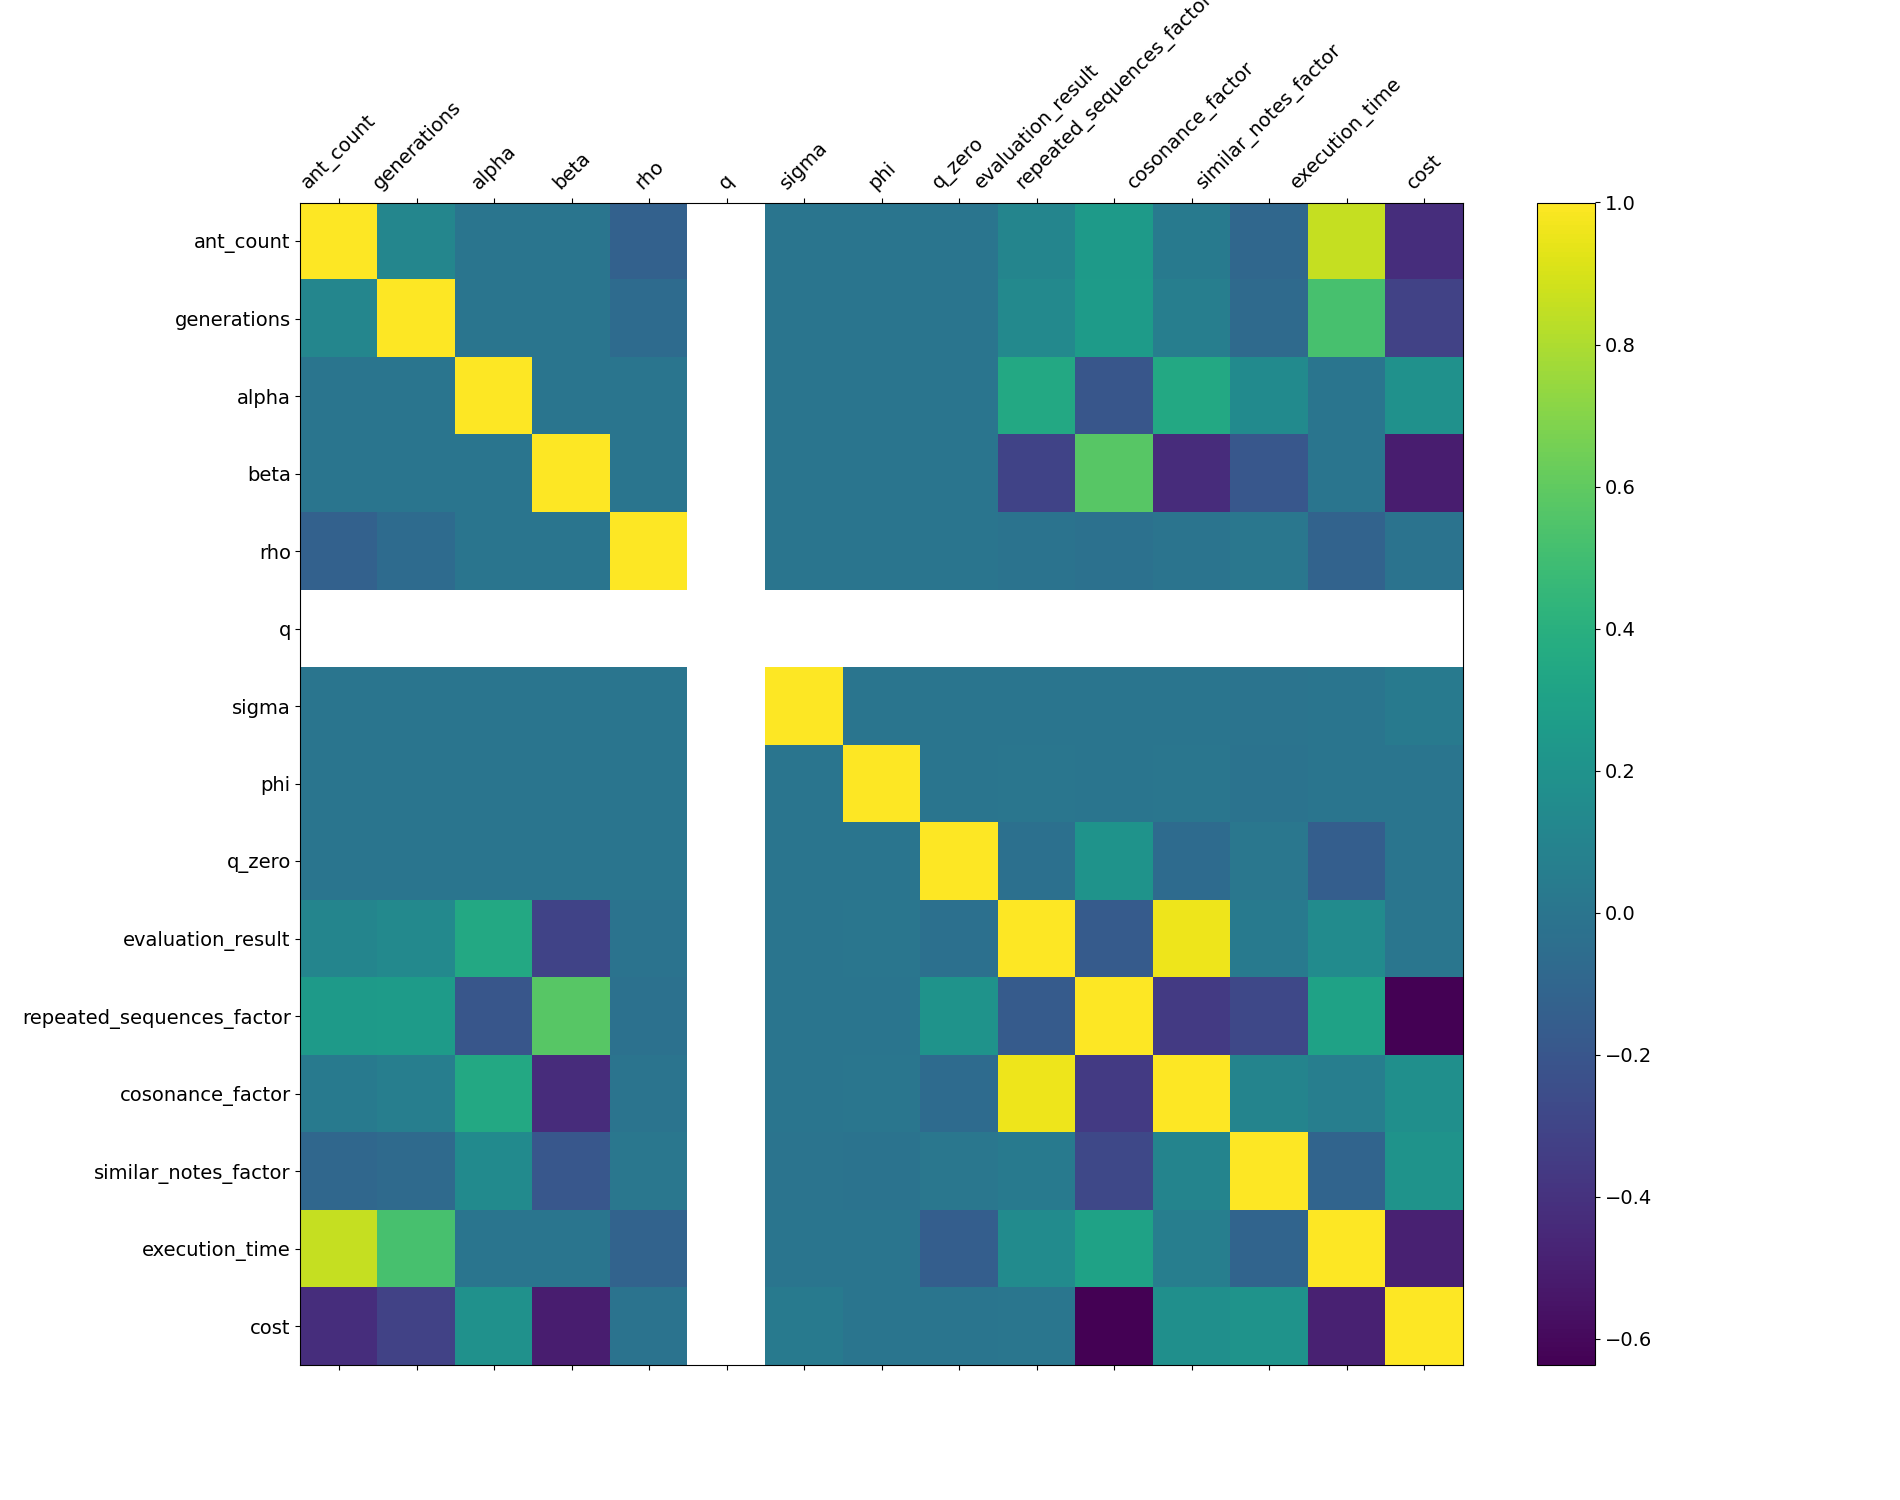 ant_count
generations
alpha
beta
rho
q
sigma
phi
q_zero
evaluation_result
repeated_sequences_factor
cosonance_factor
similar_notes_factor
execution_time
cost
ant_count
generations
alpha
beta
rho
q
sigma
phi
q_zero
evaluation_result
repeated_sequences_factor
cosonance_factor
similar_notes_factor
execution_time
cost
1.0
0.8
0.6
0.4
0.2
0.0
−0.2
−0.4
−0.6